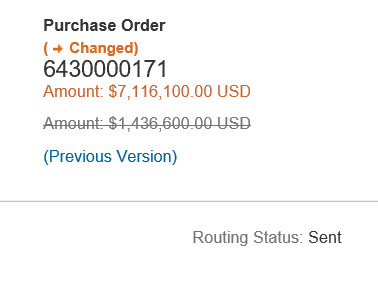 Purchase Order
(➔ Changed)
6430000171
Amount: $7,116,100.00 USD
Amount: $1,436,600.00 USD
(Previous Version)
Routing Status: Sent